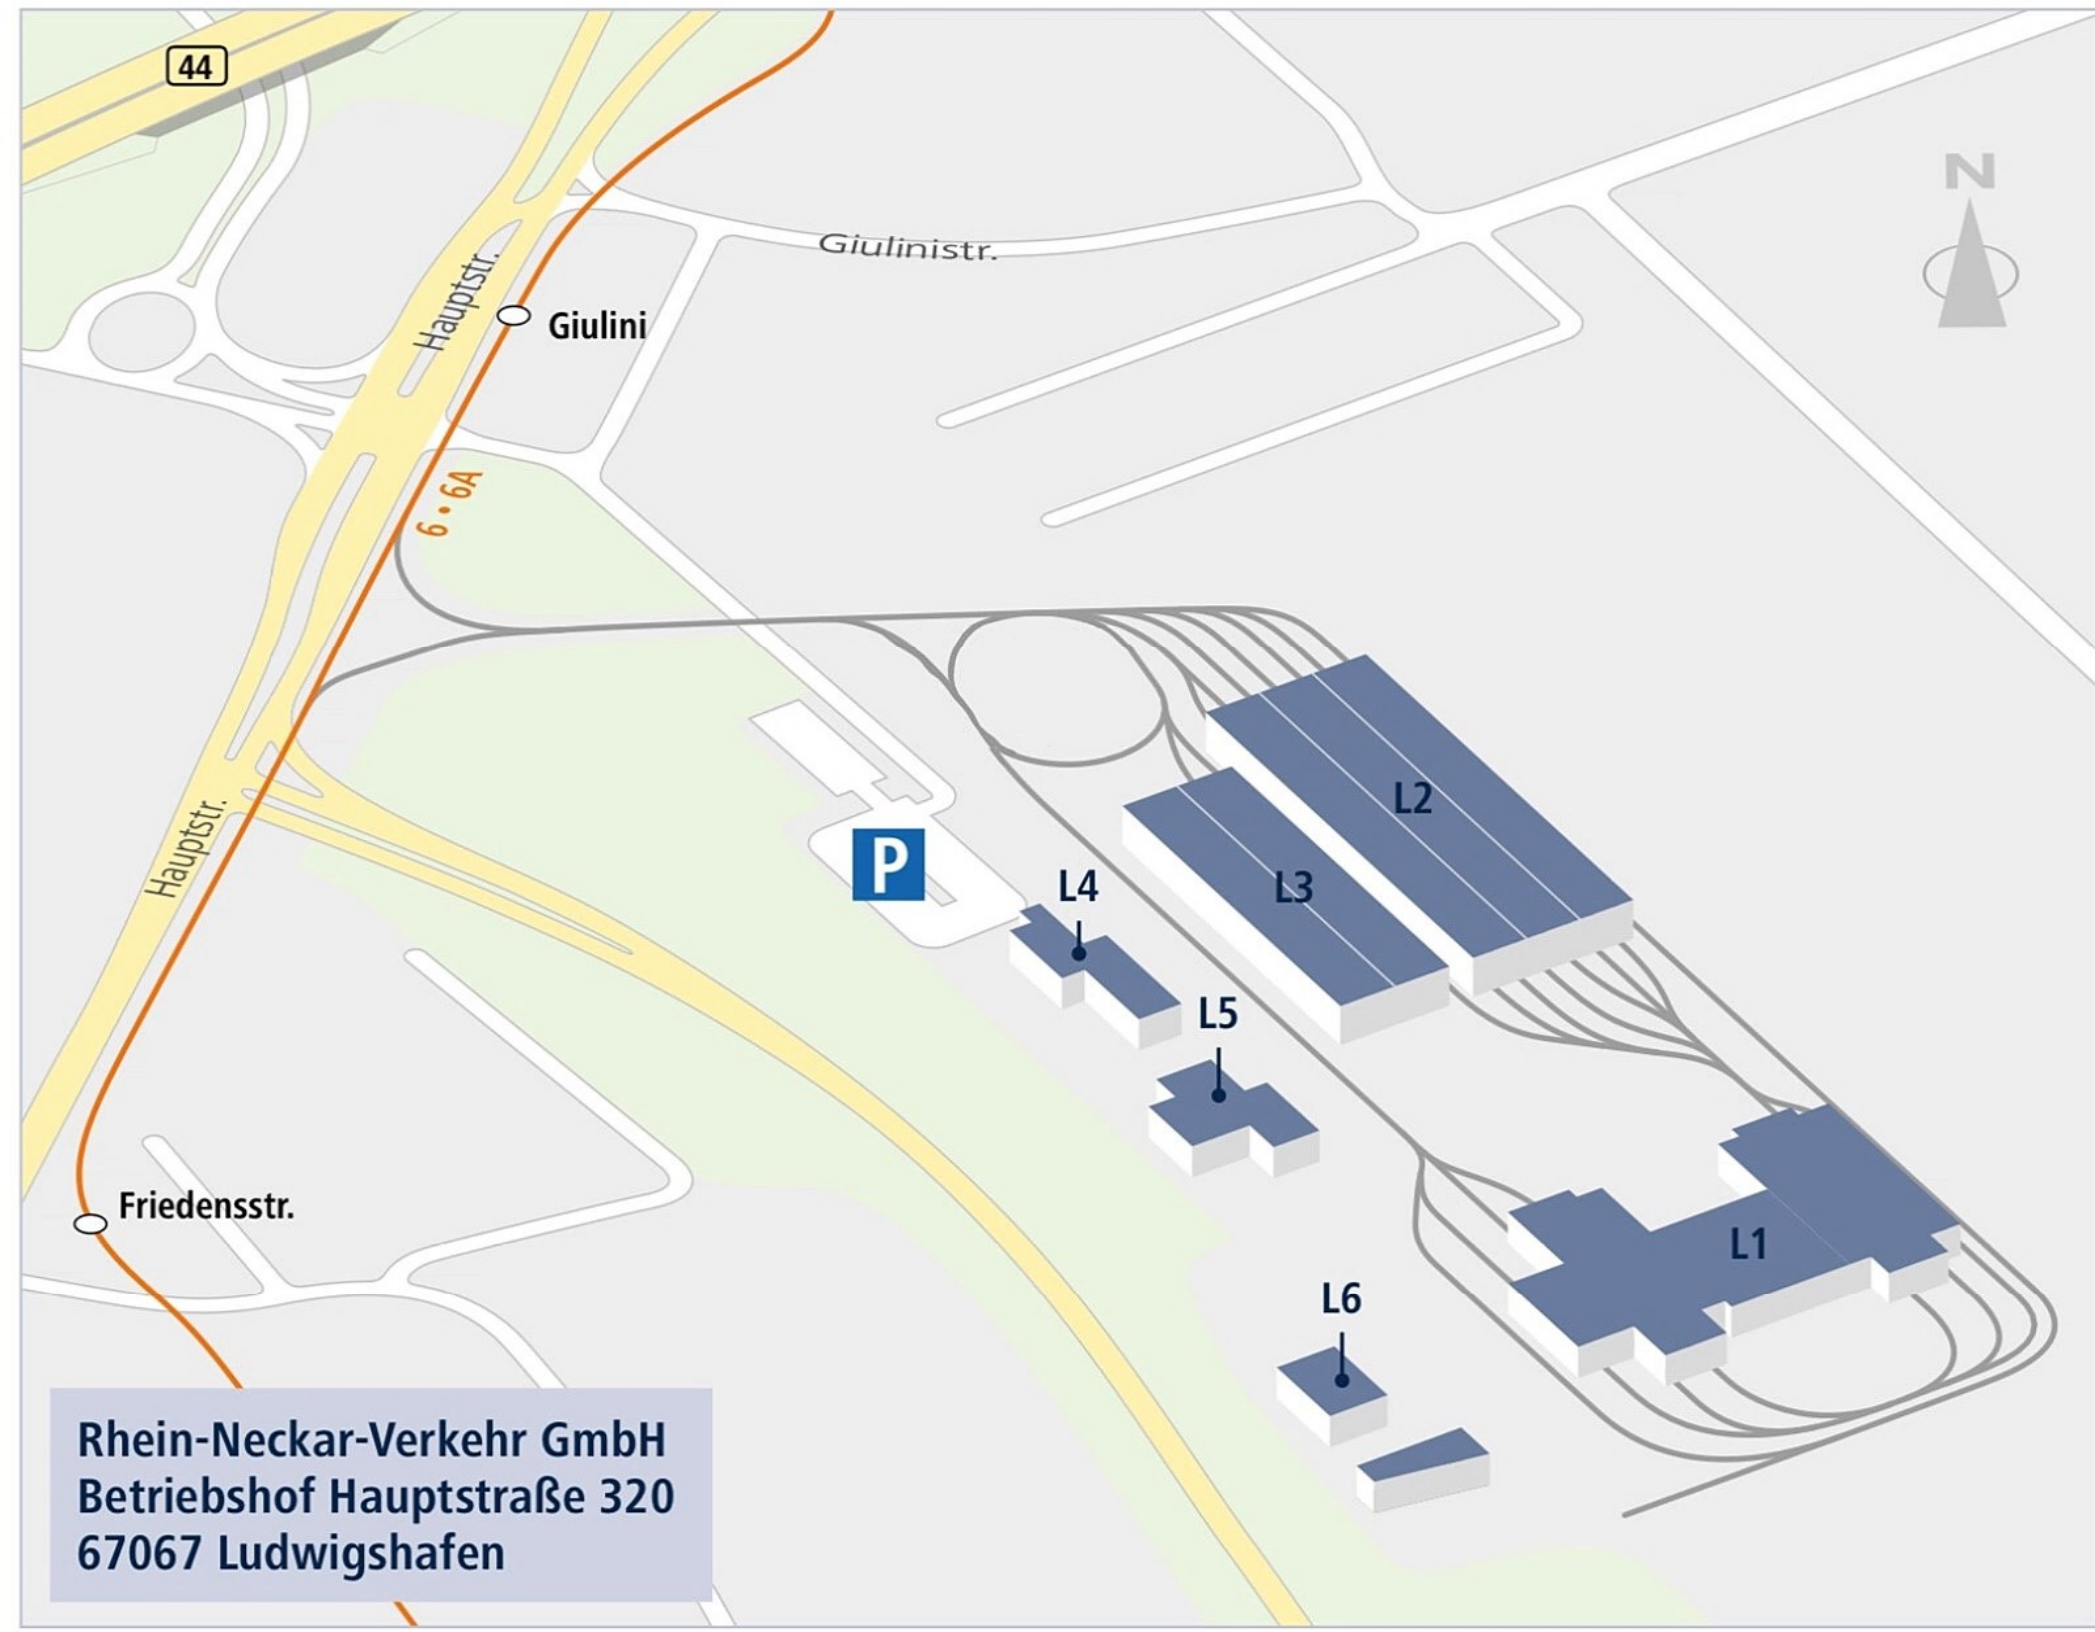 44
N
Hauptstr.
Giulinistr.
Giulini
6 • 6A
L2
Hauptstr.
P
L4
L3
L5
Friedensstr.
L1
L6
Rhein-Neckar-Verkehr GmbH
Betriebshof Hauptstraße 320
67067 Ludwigshafen